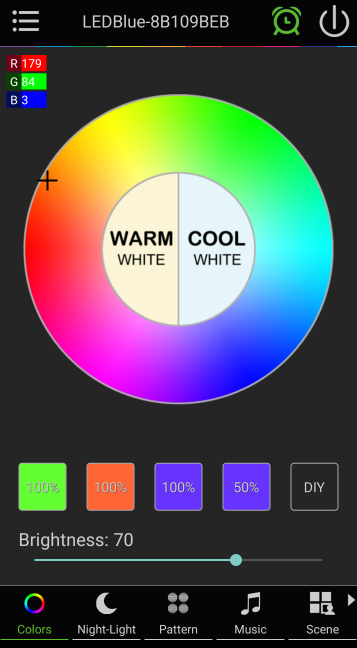 LEDBlue-8B109BEB
R 179
G 84
B 3
WARM COOL
WHITE WHITE
100% 100% 100% 50% DIY
Brightness: 70
Colors Night-Light Pattern Music Scene